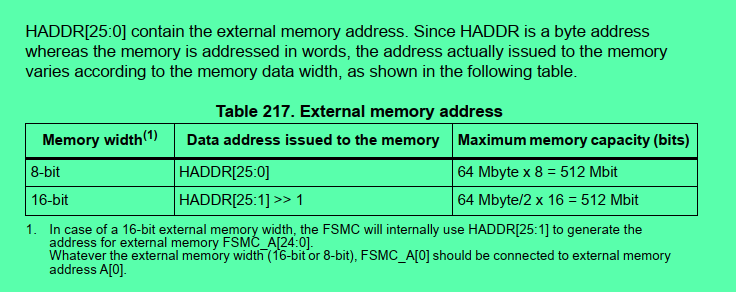 HADDR[25:0] contain the external memory address. Since HADDR is a byte address
whereas the memory is addressed in words, the address actually issued to the memory
varies according to the memory data width, as shown in the following table.
Table 217. External memory address
Memory width(1) Data address issued to the memory Maximum memory capacity (bits)
8-bit HADDR[25:0] 64 Mbyte x 8 = 512 Mbit
16-bit HADDR[25:1] >> 1 64 Mbyte/2 x 16 = 512 Mbit
1. In case of a 16-bit external memory width, the FSMC will internally use HADDR[25:1] to generate the
address for external memory FSMC_A[24:0].
Whatever the external memory width (16-bit or 8-bit), FSMC_A[0] should be connected to external memory
address A[0].